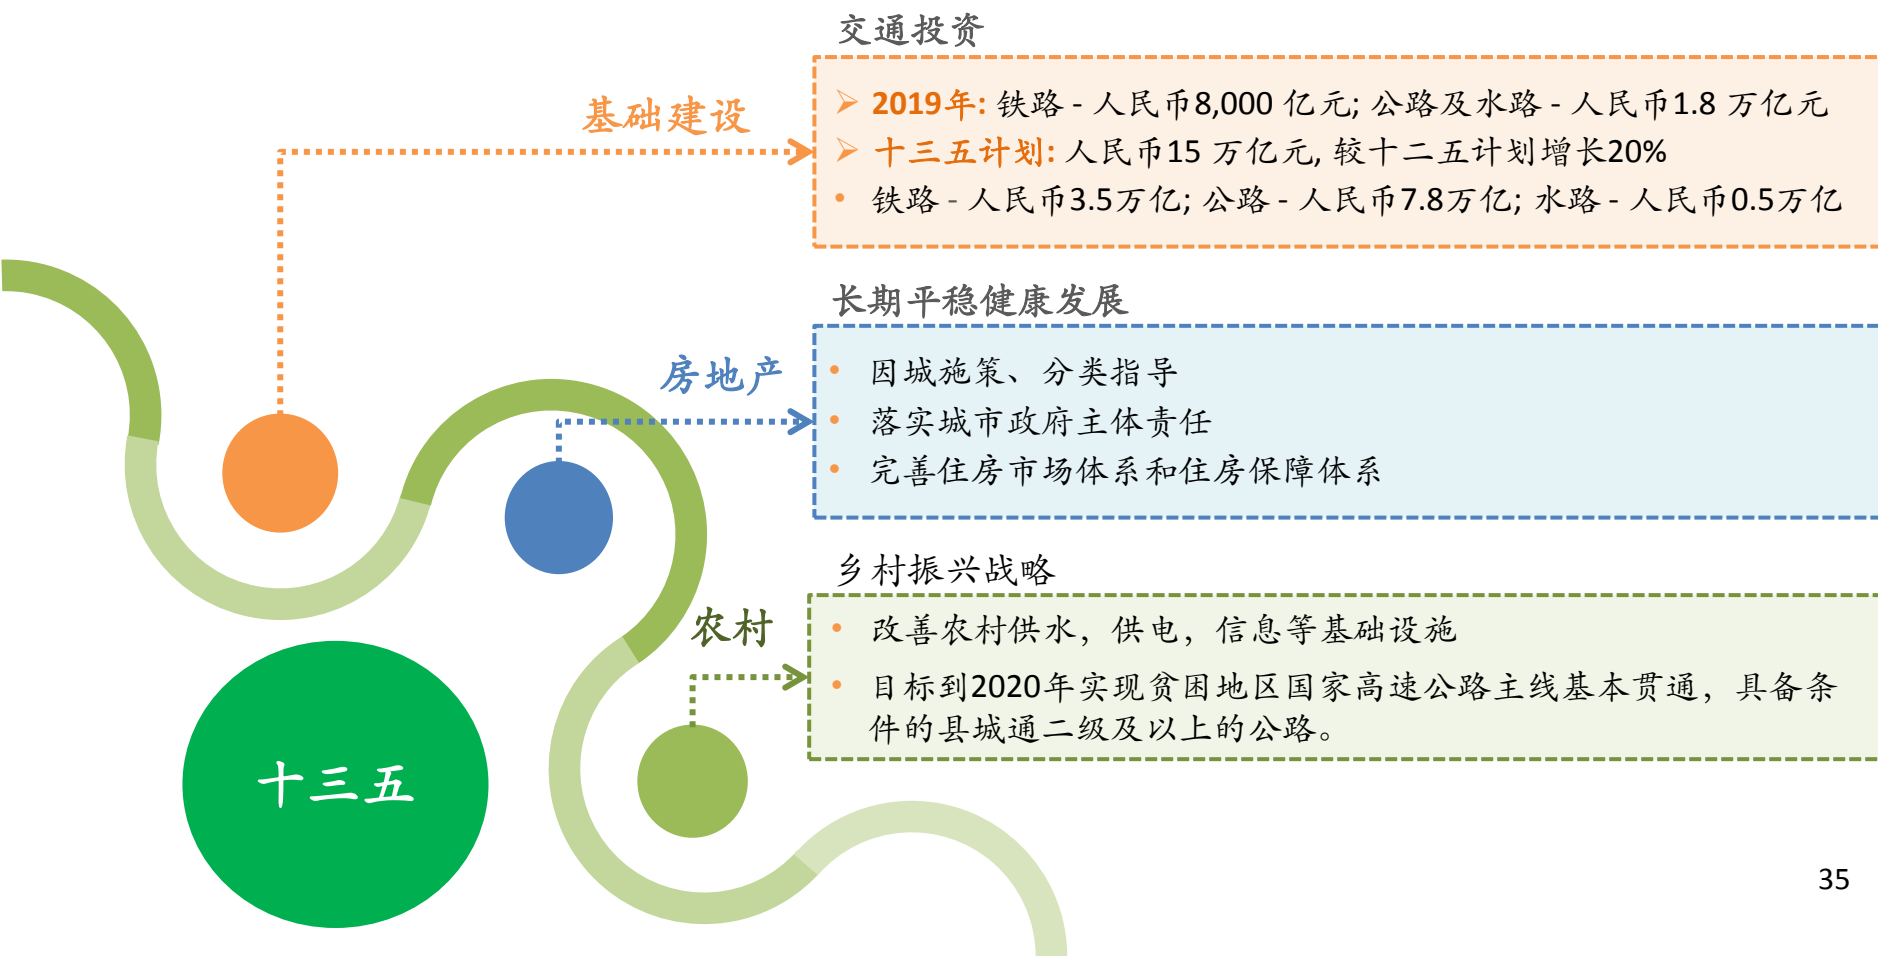 交通投资
基础建设
➢ 2019年: 铁路 - 人民币8,000 亿元; 公路及水路 - 人民币1.8 万亿元
➢ 十三五计划: 人民币15 万亿元, 较十二五计划增长20%
• 铁路 - 人民币3.5万亿; 公路 - 人民币7.8万亿; 水路 - 人民币0.5万亿
长期平稳健康发展
房地产
• 因城施策、分类指导
• 落实城市政府主体责任
• 完善住房市场体系和住房保障体系
乡村振兴战略
农村
• 改善农村供水，供电，信息等基础设施
• 目标到2020年实现贫困地区国家高速公路主线基本贯通，具备条
件的县城通二级及以上的公路。
十三五
35